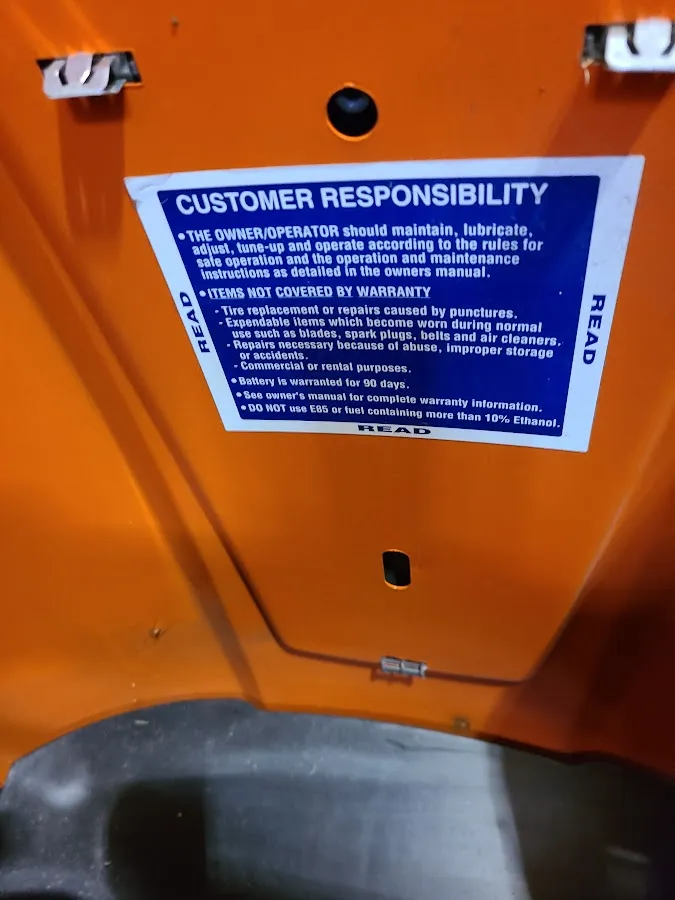 CUSTOMER RESPONSIBILITY
• THE OWNER/OPERATOR should maintain, lubricate,
adjust, tune-up and operate according to the rules for
safe operation and the operation and maintenance
instructions as detailed in the owners manual.
• ITEMS NOT COVERED BY WARRANTY
- Tire replacement or repairs caused by punctures.
- Expendable items which become worn during normal
use such as blades, spark plugs, belts and air cleaners.
- Repairs necessary because of abuse, improper storage
or accidents.
- Commercial or rental purposes.
• Battery is warranted for 90 days.
• See owner's manual for complete warranty information.
• DO NOT use E85 or fuel containing more than 10% Ethanol.
READ
READ
READ